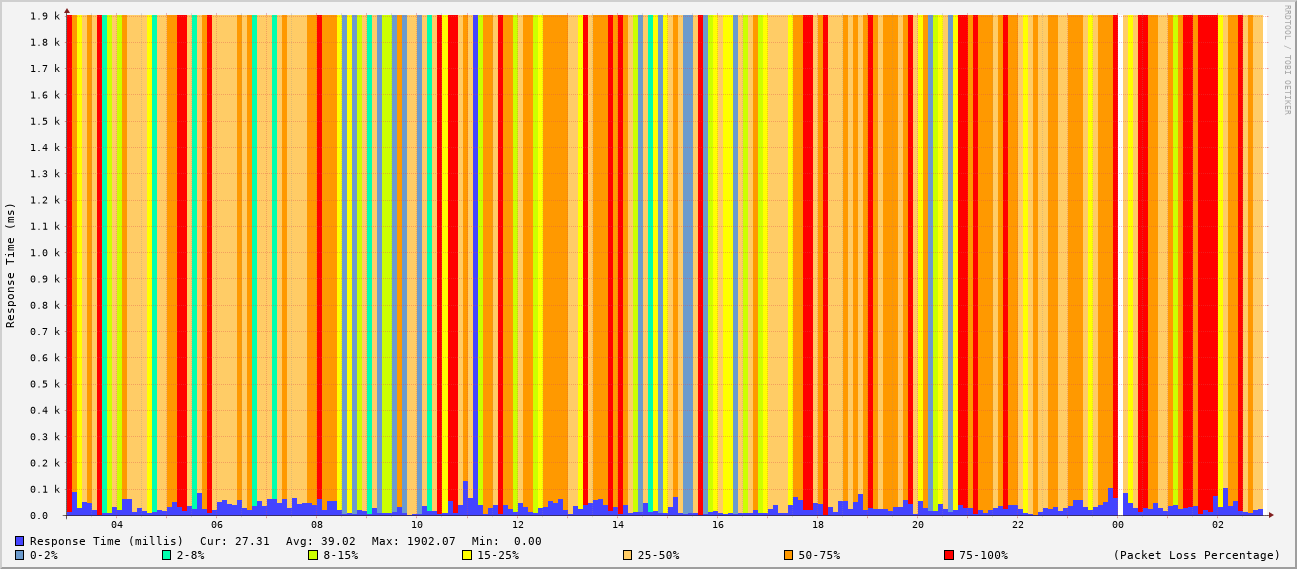 RRDTOOL / TOBI OETIKER
Response Time (ms)
1.9 k
1.8 k
1.7 k
1.6 k
1.5 k
1.4 k
1.3 k
1.2 k
1.1 k
1.0 k
0.9 k
0.8 k
0.7 k
0.6 k
0.5 k
0.4 k
0.3 k
0.2 k
0.1 k
0.0
04 06 08 10 12 14 16 18 20 22 00 02
Response Time (millis) Cur: 27.31 Avg: 39.02 Max: 1902.07 Min: 0.00
0-2% 2-8% 8-15% 15-25% 25-50% 50-75% 75-100% (Packet Loss Percentage)